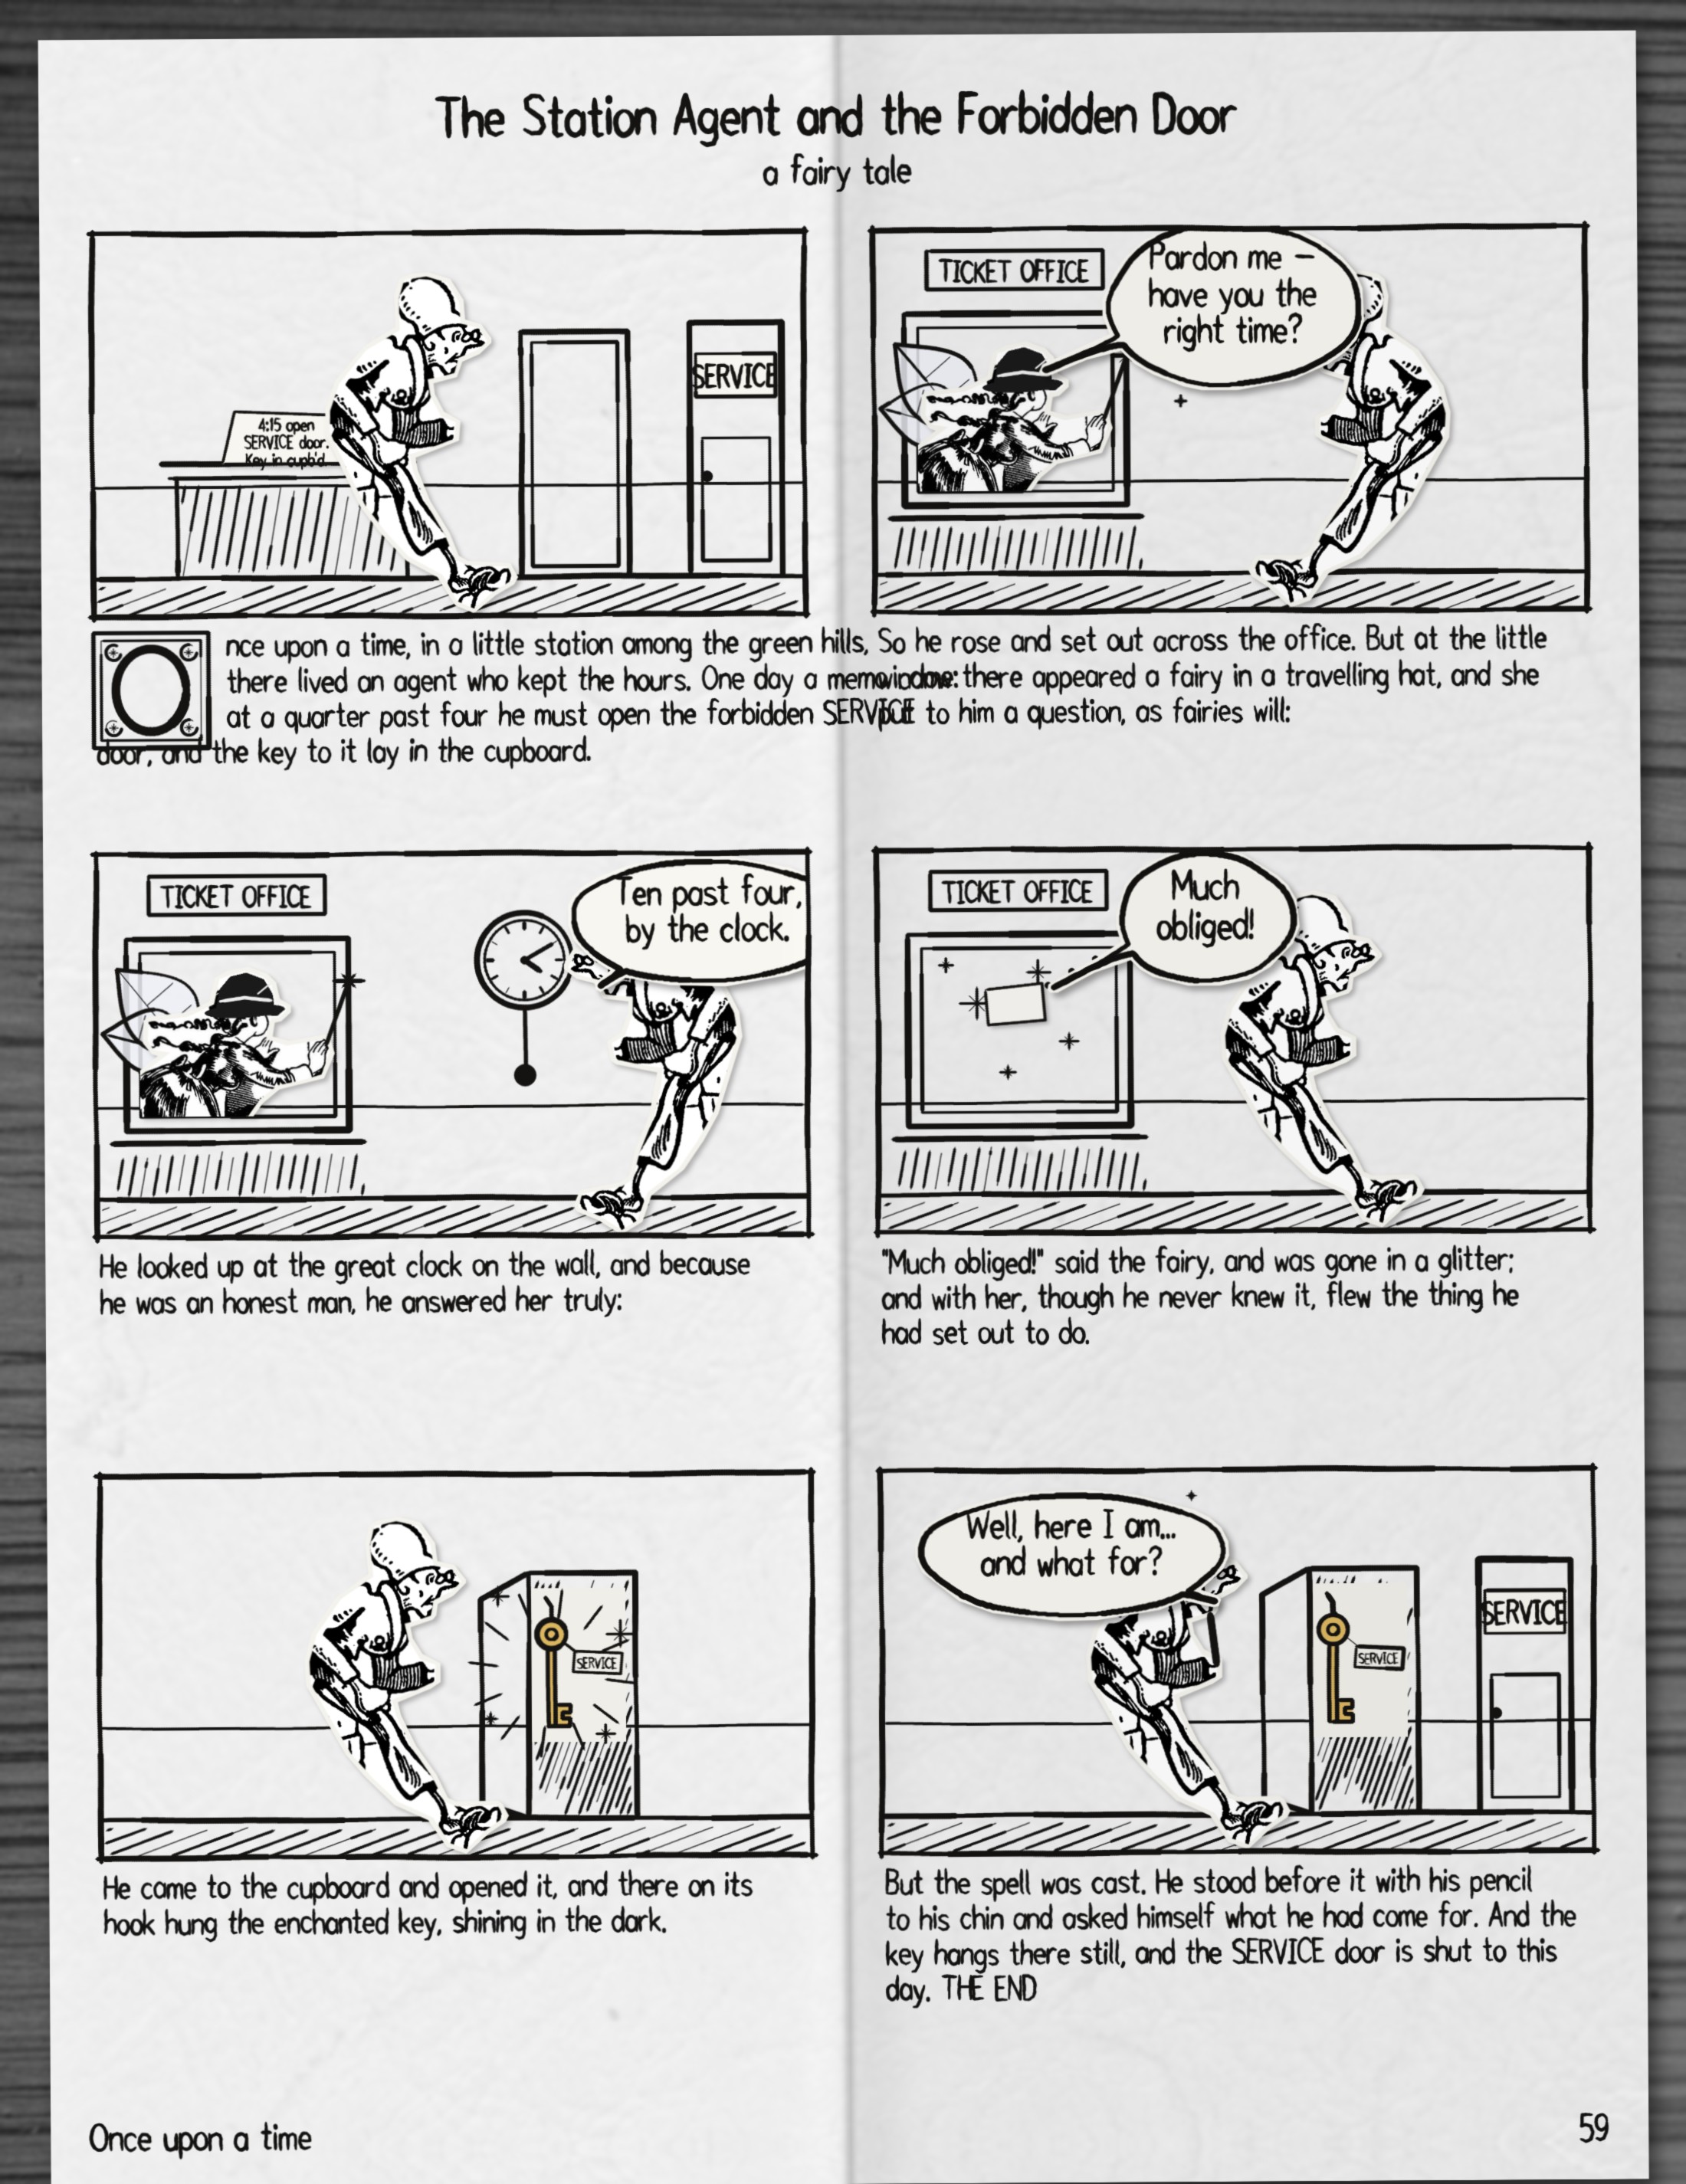 The Station Agent and the Forbidden Door
a fairy tale
4:15 open
SERVICE door.
Key in cupb'd
SERVICE
TICKET OFFICE
Pardon me –
have you the
right time?
Once upon a time, in a little station among the green hills,
there lived an agent who kept the hours. One day a memo
at a quarter past four he must open the forbidden SERVICE
door, and the key to it lay in the cupboard.
So he rose and set out across the office. But at the little
window: there appeared a fairy in a travelling hat, and she
put to him a question, as fairies will:
TICKET OFFICE
Ten past four,
by the clock.
TICKET OFFICE
Much
obliged!
He looked up at the great clock on the wall, and because
he was an honest man, he answered her truly:
"Much obliged!" said the fairy, and was gone in a glitter;
and with her, though he never knew it, flew the thing he
had set out to do.
SERVICE
Well, here I am...
and what for?
SERVICE
SERVICE
He came to the cupboard and opened it, and there on its
hook hung the enchanted key, shining in the dark.
But the spell was cast. He stood before it with his pencil
to his chin and asked himself what he had come for. And the
key hangs there still, and the SERVICE door is shut to this
day. THE END
Once upon a time
59